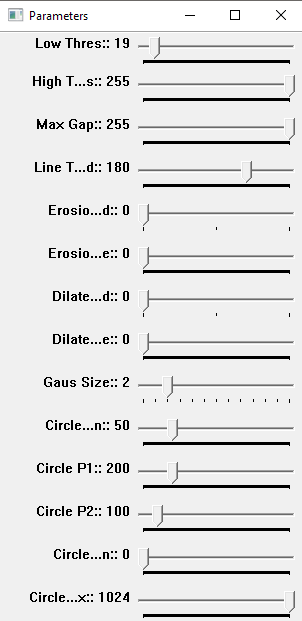 Parameters
Low Thres:: 19
High T...s:: 255
Max Gap:: 255
Line T...d:: 180
Erosio...d:: 0
Erosio...e:: 0
Dilate...d:: 0
Dilate...e:: 0
Gaus Size:: 2
Circle...n:: 50
Circle P1:: 200
Circle P2:: 100
Circle...n:: 0
Circle...x:: 1024